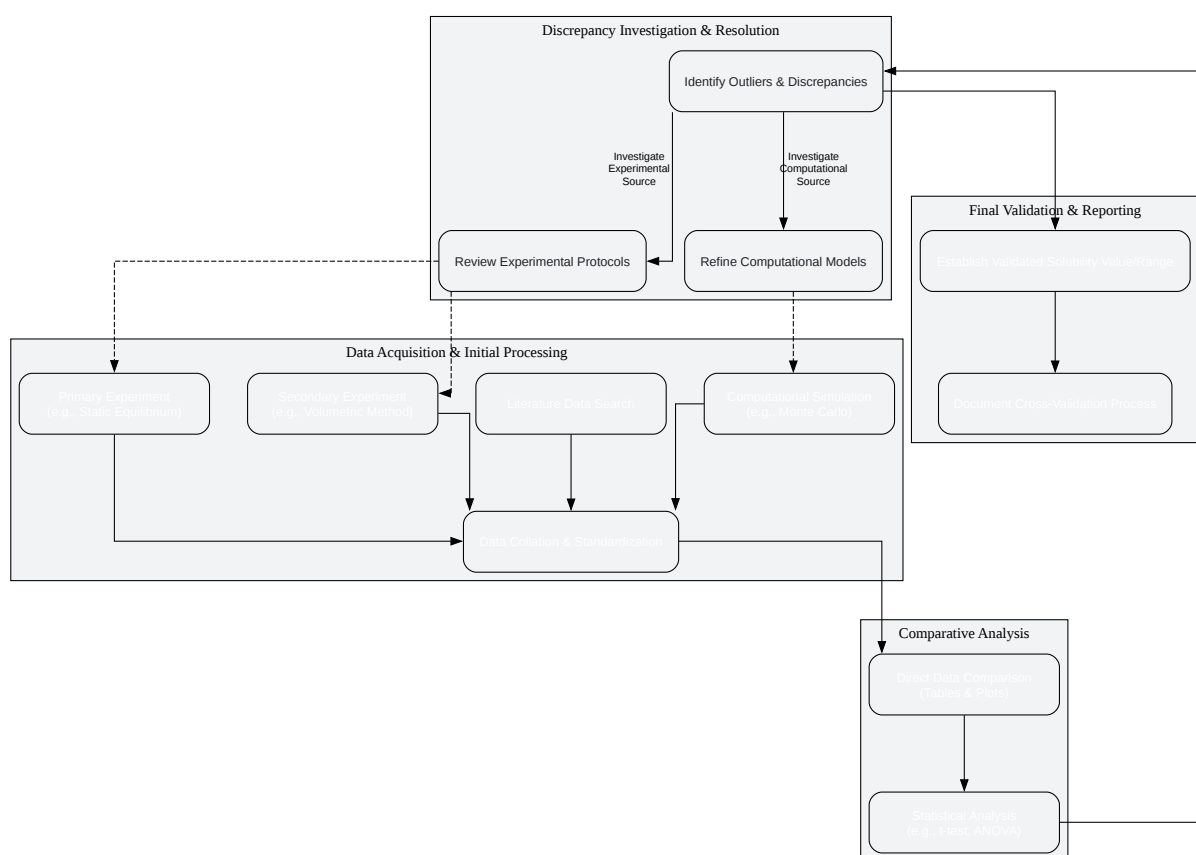 Discrepancy Investigation & Resolution
Identify Outliers & Discrepancies
Investigate
Experimental
Source
Investigate
Computational
Source
Final Validation & Reporting
Review Experimental Protocols
Refine Computational Models
Establish Validated Solubility Value/Range
Data Acquisition & Initial Processing
Primary Experiment
(e.g., Static Equilibrium)
Secondary Experiment
(e.g., Volumetric Method)
Literature Data Search
Computational Simulation
(e.g., Monte Carlo)
Document Cross-Validation Process
Data Collation & Standardization
Comparative Analysis
Direct Data Comparison
(Tables & Plots)
Statistical Analysis
(e.g., t-test, ANOVA)